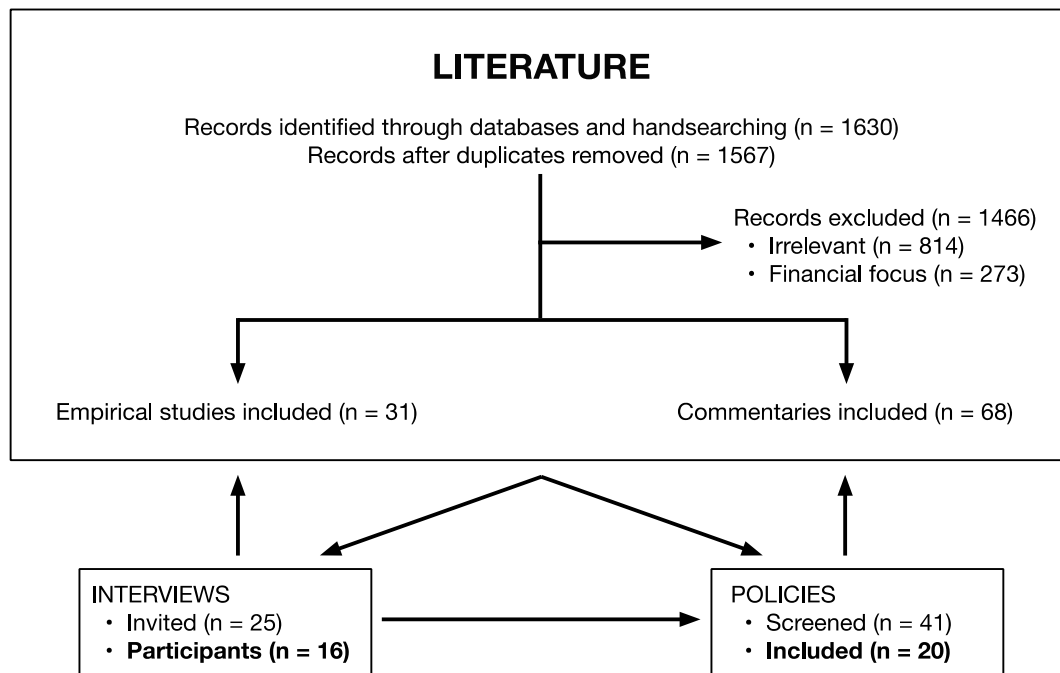 LITERATURE
Records identified through databases and handsearching (n = 1630)
Records after duplicates removed (n = 1567)
Records excluded (n = 1466)
• Irrelevant (n = 814)
• Financial focus (n = 273)
Empirical studies included (n = 31)
Commentaries included (n = 68)
INTERVIEWS
• Invited (n = 25)
• Participants (n = 16)
POLICIES
• Screened (n = 41)
• Included (n = 20)